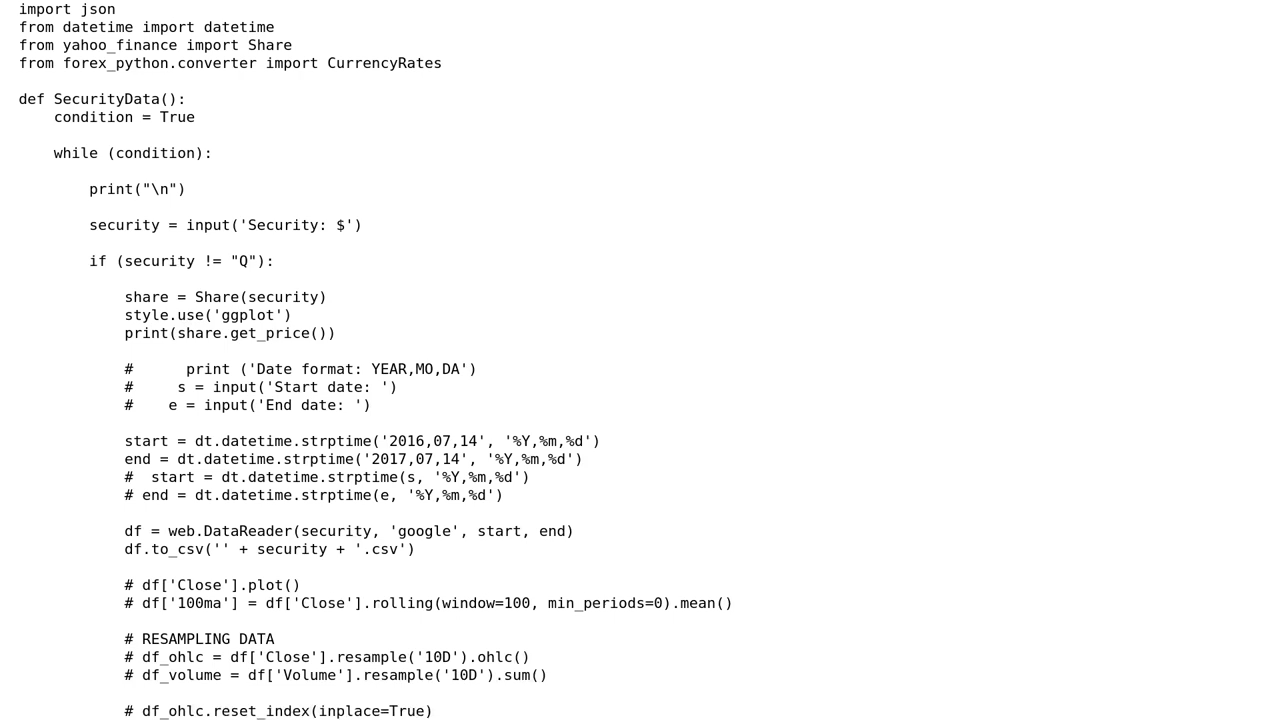 import json
from datetime import datetime
from yahoo_finance import Share
from forex_python.converter import CurrencyRates

def SecurityData():
    condition = True

    while (condition):

        print("\n")

        security = input('Security: $')

        if (security != "Q"):

            share = Share(security)
            style.use('ggplot')
            print(share.get_price())

            #      print ('Date format: YEAR,MO,DA')
            #     s = input('Start date: ')
            #    e = input('End date: ')

            start = dt.datetime.strptime('2016,07,14', '%Y,%m,%d')
            end = dt.datetime.strptime('2017,07,14', '%Y,%m,%d')
            #  start = dt.datetime.strptime(s, '%Y,%m,%d')
            # end = dt.datetime.strptime(e, '%Y,%m,%d')

            df = web.DataReader(security, 'google', start, end)
            df.to_csv('' + security + '.csv')

            # df['Close'].plot()
            # df['100ma'] = df['Close'].rolling(window=100, min_periods=0).mean()

            # RESAMPLING DATA
            # df_ohlc = df['Close'].resample('10D').ohlc()
            # df_volume = df['Volume'].resample('10D').sum()

            # df_ohlc.reset_index(inplace=True)